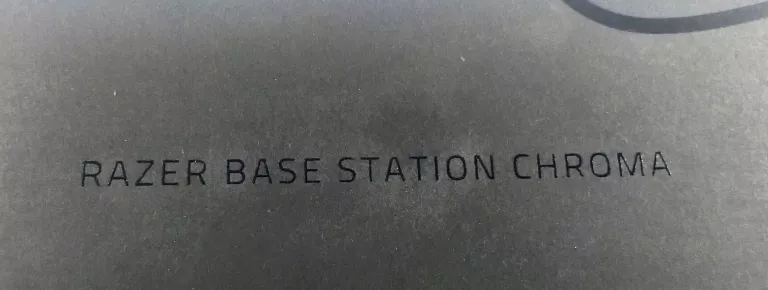 RAZER BASE STATION CHROMA